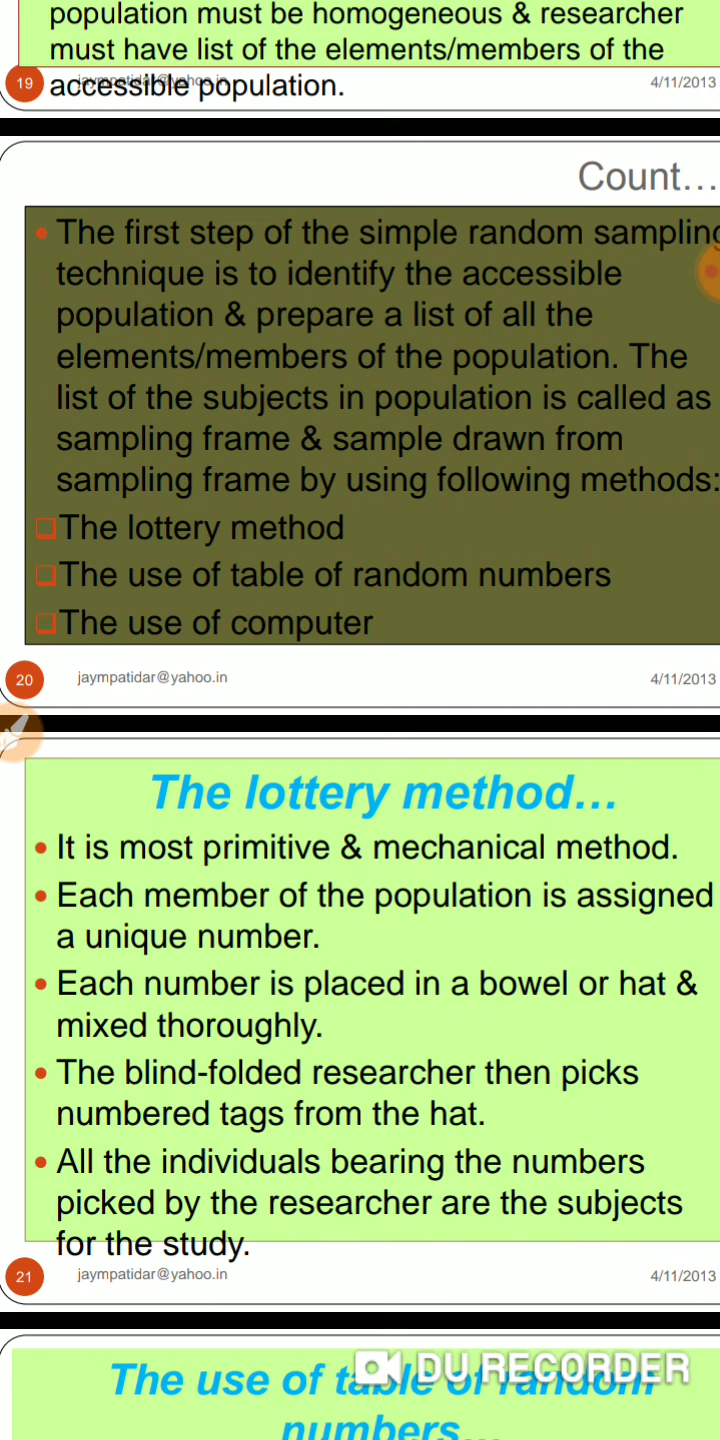 population must be homogeneous & researcher
must have list of the elements/members of the
accessible population.
19 jaympatidar@yahoo.in 4/11/2013
Count…
The first step of the simple random sampling
technique is to identify the accessible
population & prepare a list of all the
elements/members of the population. The
list of the subjects in population is called as
sampling frame & sample drawn from
sampling frame by using following methods:
The lottery method
The use of table of random numbers
The use of computer
20 jaympatidar@yahoo.in 4/11/2013
The lottery method…
• It is most primitive & mechanical method.
• Each member of the population is assigned
a unique number.
• Each number is placed in a bowel or hat &
mixed thoroughly.
• The blind-folded researcher then picks
numbered tags from the hat.
• All the individuals bearing the numbers
picked by the researcher are the subjects
for the study.
21 jaympatidar@yahoo.in 4/11/2013
DU RECORDER
The use of table of random
numbers…